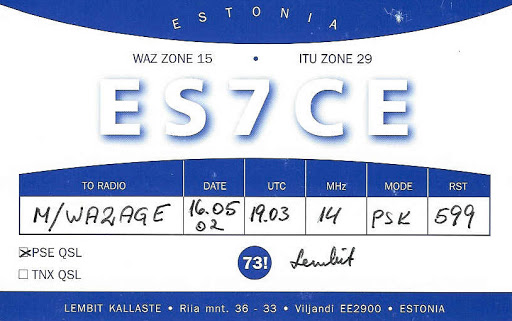 ESTONIA
WAZ ZONE 15 • ITU ZONE 29
ES7CE
TO RADIO DATE UTC MHz MODE RST
M/WA2AGE 16.05 02 19.03 14 PSK 599
☒ PSE QSL
☐ TNX QSL
73! Lembit
LEMBIT KALLASTE • Riia mnt. 36 - 33 • Viljandi EE2900 • ESTONIA